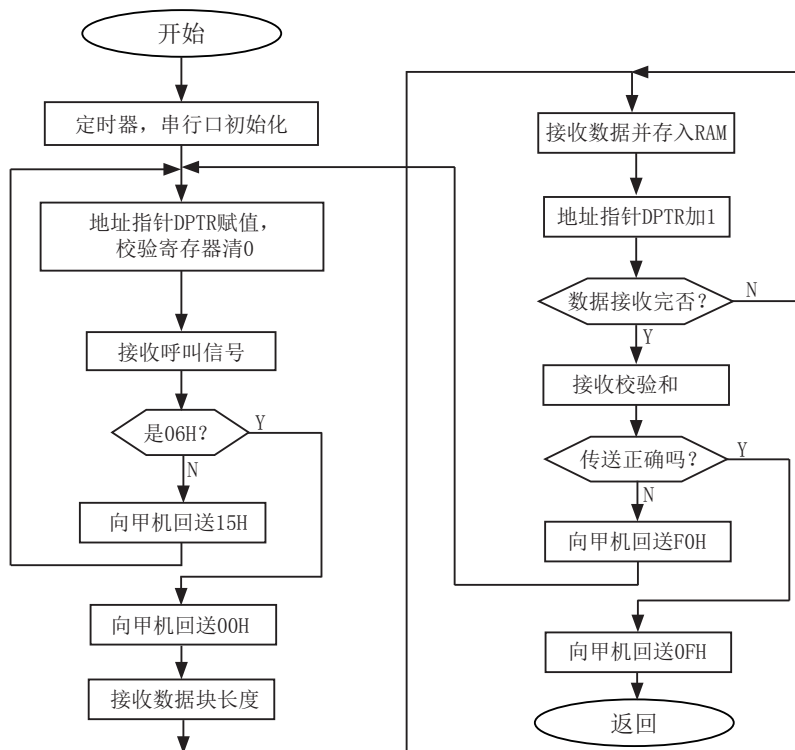 开始
定时器，串行口初始化
地址指针DPTR赋值，
校验寄存器清0
接收呼叫信号
是06H?
Y
N
向甲机回送15H
向甲机回送00H
接收数据块长度
接收数据并存入RAM
地址指针DPTR加1
数据接收完否?
N
Y
接收校验和
传送正确吗?
Y
N
向甲机回送F0H
向甲机回送0FH
返回